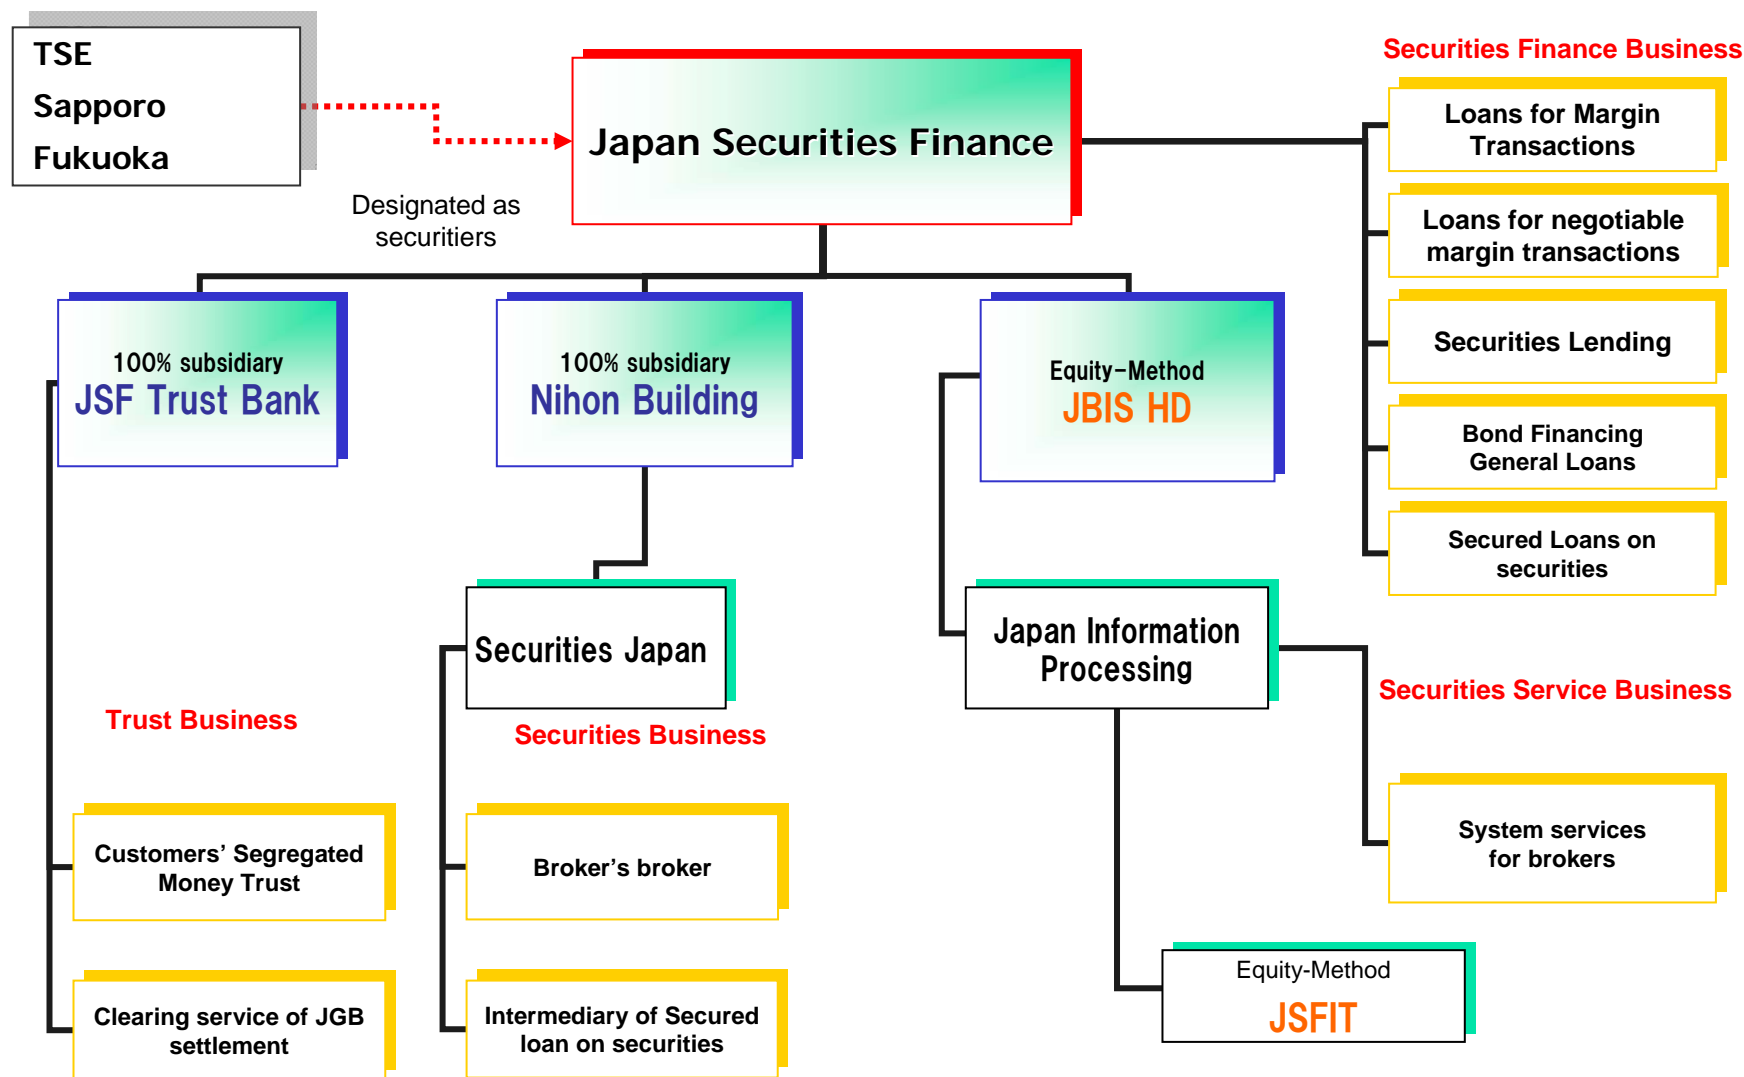 TSE
Sapporo
Fukuoka
Designated as
securitiers
Japan Securities Finance
Securities Finance Business
Loans for Margin
Transactions
Loans for negotiable
margin transactions
Securities Lending
Bond Financing
General Loans
Secured Loans on
securities
100% subsidiary
JSF Trust Bank
100% subsidiary
Nihon Building
Equity-Method
JBIS HD
Securities Japan
Japan Information
Processing
Trust Business
Securities Business
Securities Service Business
Customers’ Segregated
Money Trust
Broker’s broker
System services
for brokers
Clearing service of JGB
settlement
Intermediary of Secured
loan on securities
Equity-Method
JSFIT